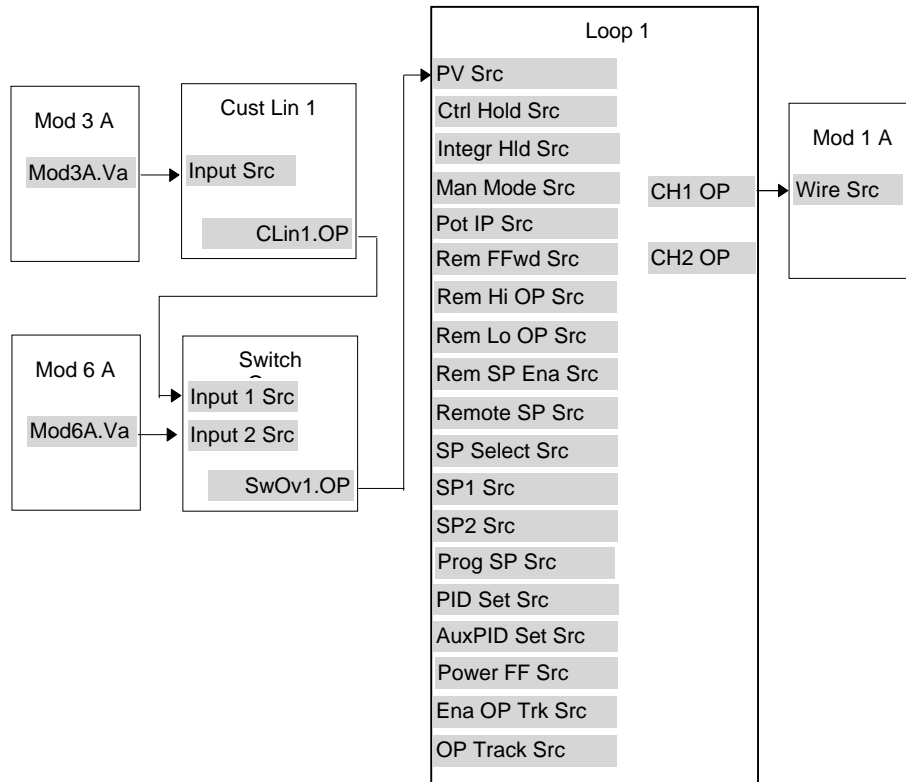 Loop 1
PV Src
Ctrl Hold Src
Integr Hld Src
Man Mode Src
Pot IP Src
Rem FFwd Src
Rem Hi OP Src
Rem Lo OP Src
Rem SP Ena Src
Remote SP Src
SP Select Src
SP1 Src
SP2 Src
Prog SP Src
PID Set Src
AuxPID Set Src
Power FF Src
Ena OP Trk Src
OP Track Src
CH1 OP
CH2 OP
Mod 3 A
Mod3A.Va
Cust Lin 1
Input Src
CLin1.OP
Mod 6 A
Mod6A.Va
Switch
Input 1 Src
Input 2 Src
SwOv1.OP
Mod 1 A
Wire Src